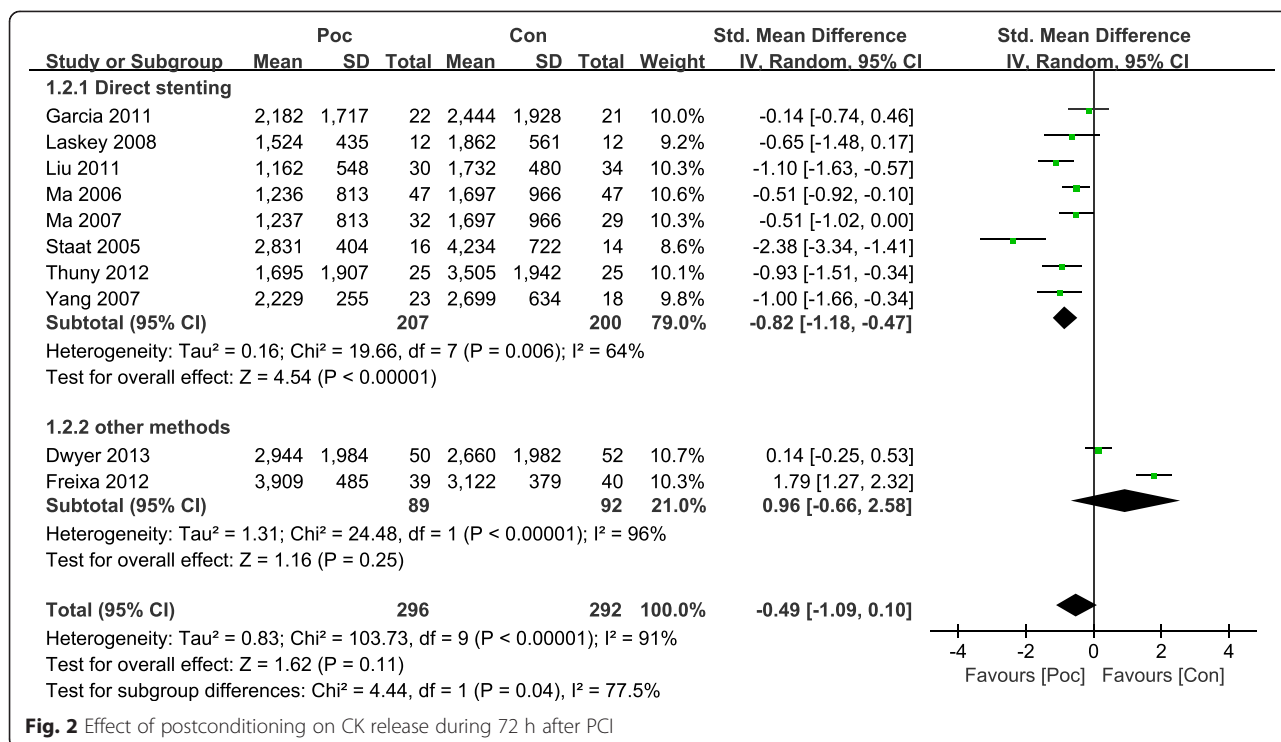 Poc Con Std. Mean Difference Std. Mean Difference
Study or Subgroup Mean SD Total Mean SD Total Weight IV, Random, 95% CI IV, Random, 95% CI
1.2.1 Direct stenting
Garcia 2011 2,182 1,717 22 2,444 1,928 21 10.0% -0.14 [-0.74, 0.46]
Laskey 2008 1,524 435 12 1,862 561 12 9.2% -0.65 [-1.48, 0.17]
Liu 2011 1,162 548 30 1,732 480 34 10.3% -1.10 [-1.63, -0.57]
Ma 2006 1,236 813 47 1,697 966 47 10.6% -0.51 [-0.92, -0.10]
Ma 2007 1,237 813 32 1,697 966 29 10.3% -0.51 [-1.02, 0.00]
Staat 2005 2,831 404 16 4,234 722 14 8.6% -2.38 [-3.34, -1.41]
Thuny 2012 1,695 1,907 25 3,505 1,942 25 10.1% -0.93 [-1.51, -0.34]
Yang 2007 2,229 255 23 2,699 634 18 9.8% -1.00 [-1.66, -0.34]
Subtotal (95% CI) 207 200 79.0% -0.82 [-1.18, -0.47]
Heterogeneity: Tau² = 0.16; Chi² = 19.66, df = 7 (P = 0.006); I² = 64%
Test for overall effect: Z = 4.54 (P < 0.00001)
1.2.2 other methods
Dwyer 2013 2,944 1,984 50 2,660 1,982 52 10.7% 0.14 [-0.25, 0.53]
Freixa 2012 3,909 485 39 3,122 379 40 10.3% 1.79 [1.27, 2.32]
Subtotal (95% CI) 89 92 21.0% 0.96 [-0.66, 2.58]
Heterogeneity: Tau² = 1.31; Chi² = 24.48, df = 1 (P < 0.00001); I² = 96%
Test for overall effect: Z = 1.16 (P = 0.25)
Total (95% CI) 296 292 100.0% -0.49 [-1.09, 0.10]
Heterogeneity: Tau² = 0.83; Chi² = 103.73, df = 9 (P < 0.00001); I² = 91%
Test for overall effect: Z = 1.62 (P = 0.11)
Test for subgroup differences: Chi² = 4.44, df = 1 (P = 0.04), I² = 77.5%
-4 -2 0 2 4
Favours [Poc] Favours [Con]
Fig. 2 Effect of postconditioning on CK release during 72 h after PCI